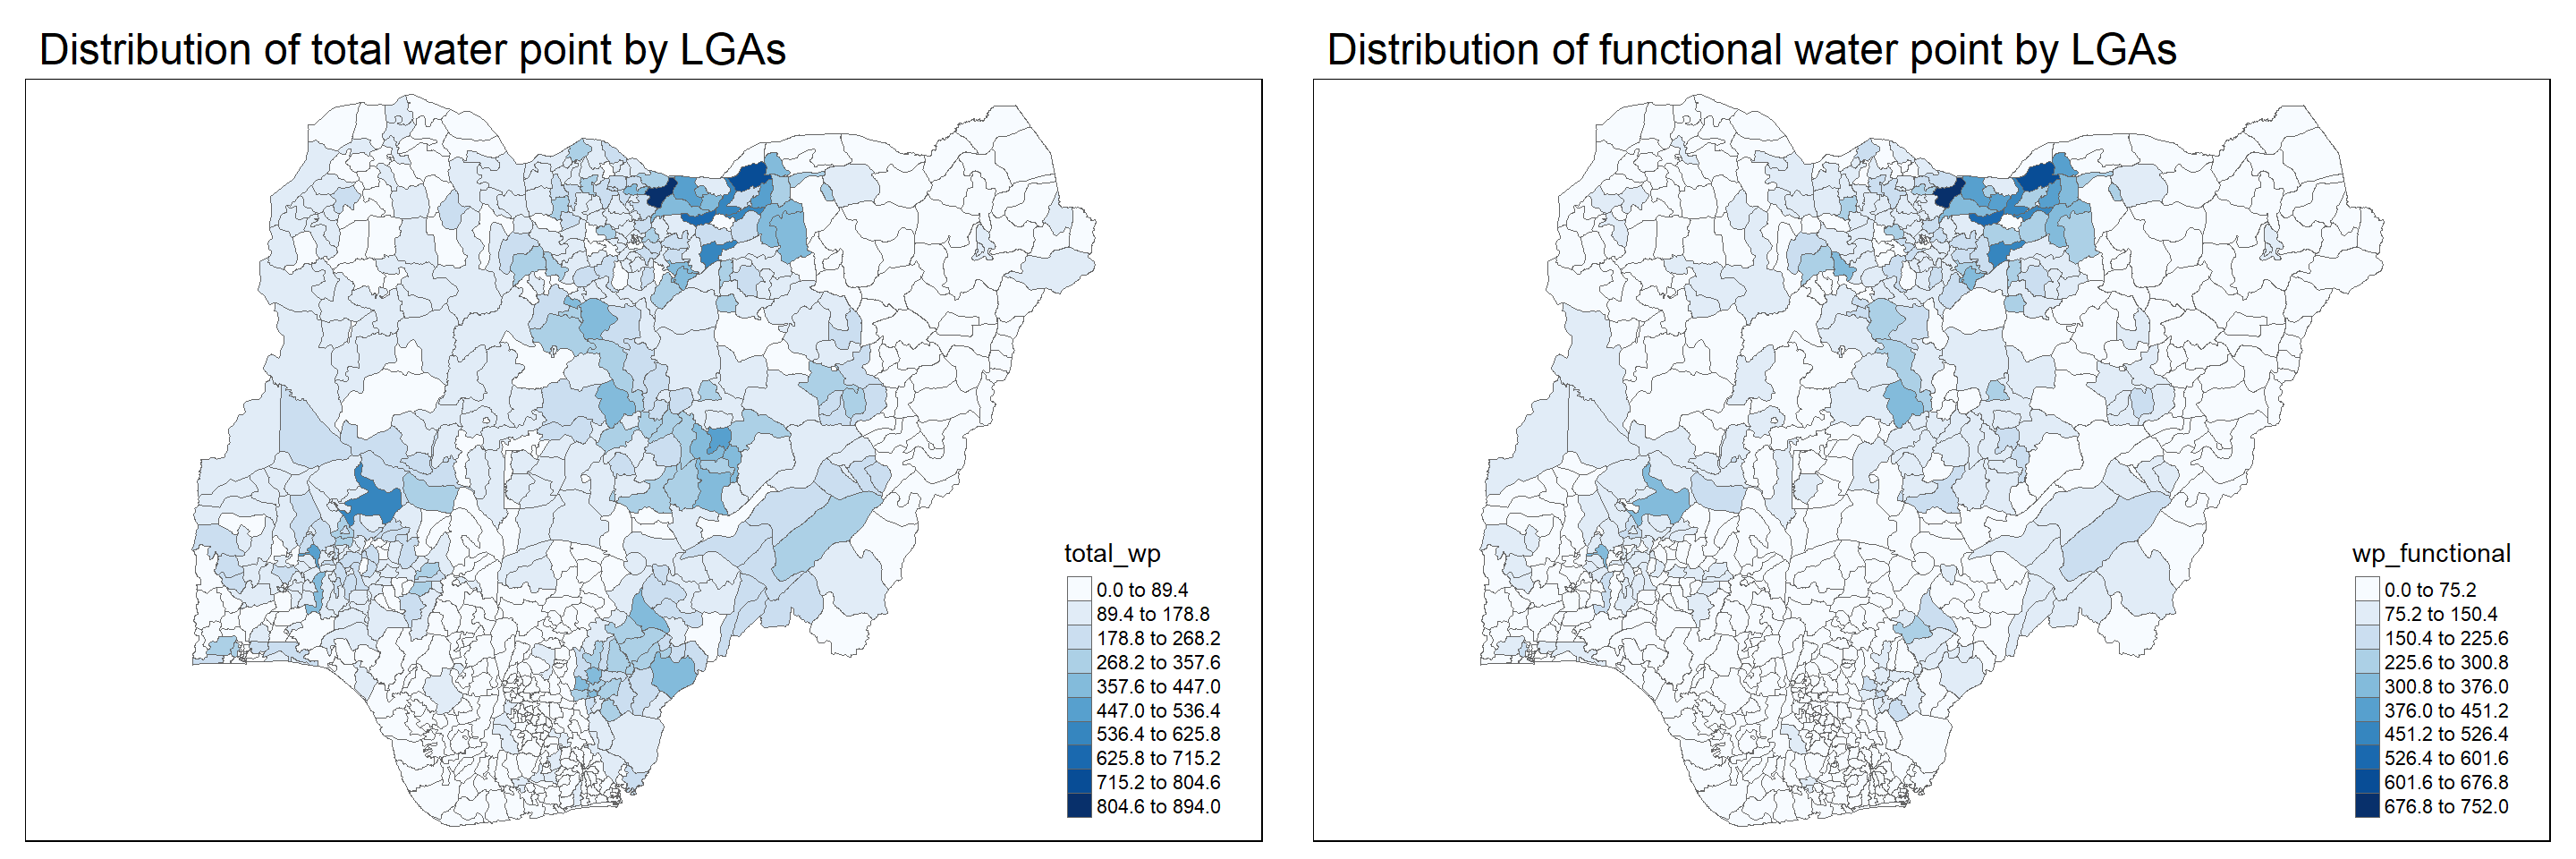 Distribution of total water point by LGAs
total_wp
0.0 to 89.4
89.4 to 178.8
178.8 to 268.2
268.2 to 357.6
357.6 to 447.0
447.0 to 536.4
536.4 to 625.8
625.8 to 715.2
715.2 to 804.6
804.6 to 894.0
Distribution of functional water point by LGAs
wp_functional
0.0 to 75.2
75.2 to 150.4
150.4 to 225.6
225.6 to 300.8
300.8 to 376.0
376.0 to 451.2
451.2 to 526.4
526.4 to 601.6
601.6 to 676.8
676.8 to 752.0